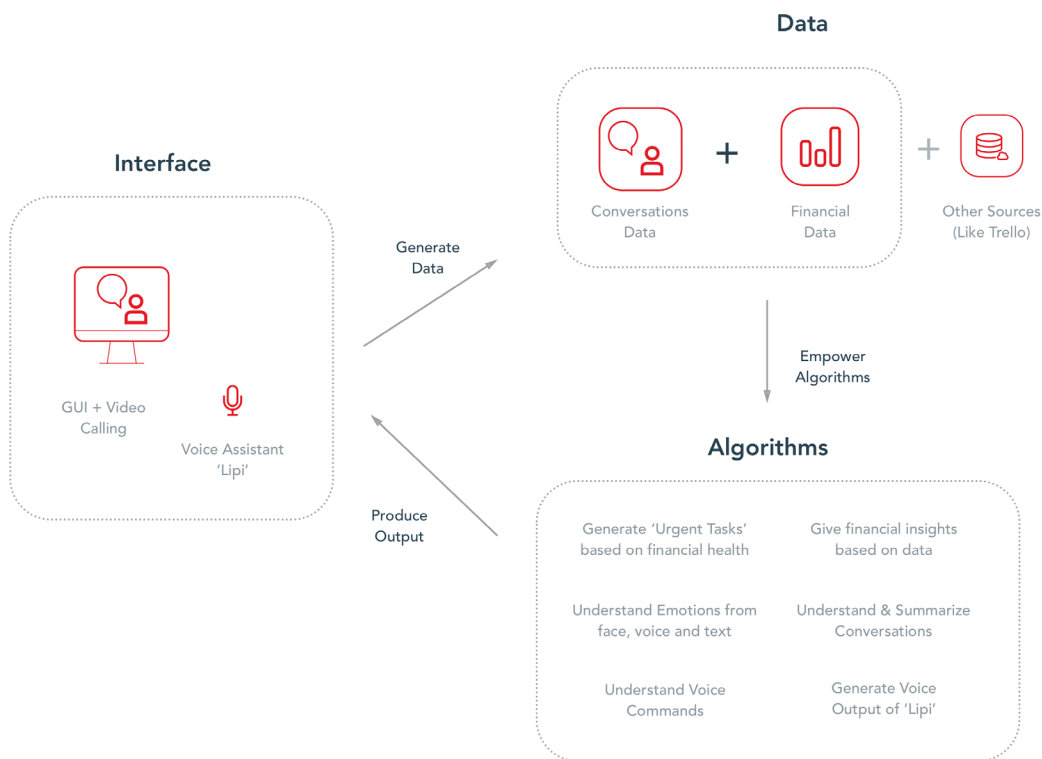 Data
Conversations
Data
+
Financial
Data
+
Other Sources
(Like Trello)
Interface
GUI + Video
Calling
Voice Assistant
‘Lipi’
Generate
Data
Empower
Algorithms
Produce
Output
Algorithms
Generate ‘Urgent Tasks’
based on financial health
Give financial insights
based on data
Understand Emotions from
face, voice and text
Understand & Summarize
Conversations
Understand Voice
Commands
Generate Voice
Output of ‘Lipi’